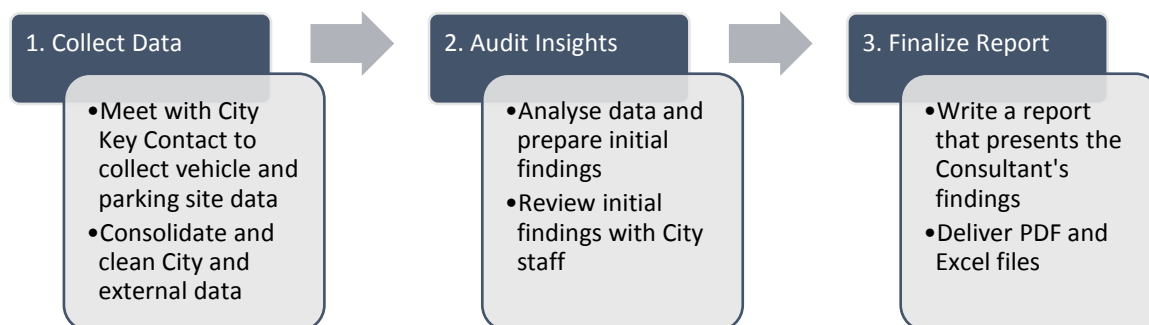 1. Collect Data
•Meet with City
Key Contact to
collect vehicle and
parking site data
•Consolidate and
clean City and
external data
2. Audit Insights
•Analyse data and
prepare initial
findings
•Review initial
findings with City
staff
3. Finalize Report
•Write a report
that presents the
Consultant's
findings
•Deliver PDF and
Excel files